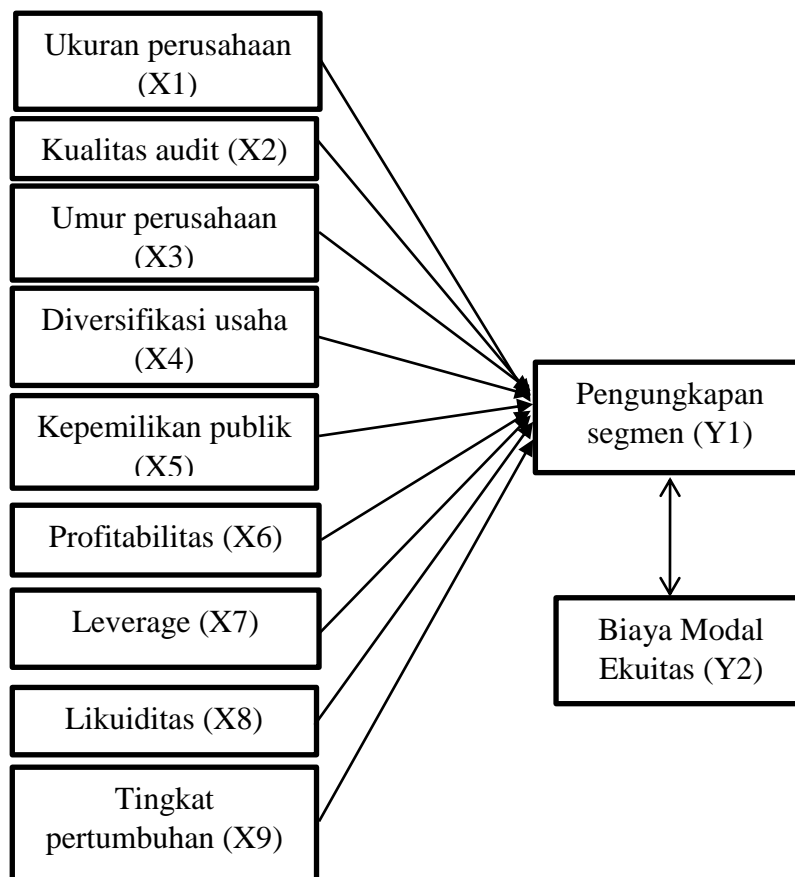 Ukuran perusahaan
(X1)
Kualitas audit (X2)
Umur perusahaan
(X3)
Diversifikasi usaha
(X4)
Kepemilikan publik
(X5)
Profitabilitas (X6)
Leverage (X7)
Likuiditas (X8)
Tingkat
pertumbuhan (X9)
Pengungkapan
segmen (Y1)
Biaya Modal
Ekuitas (Y2)